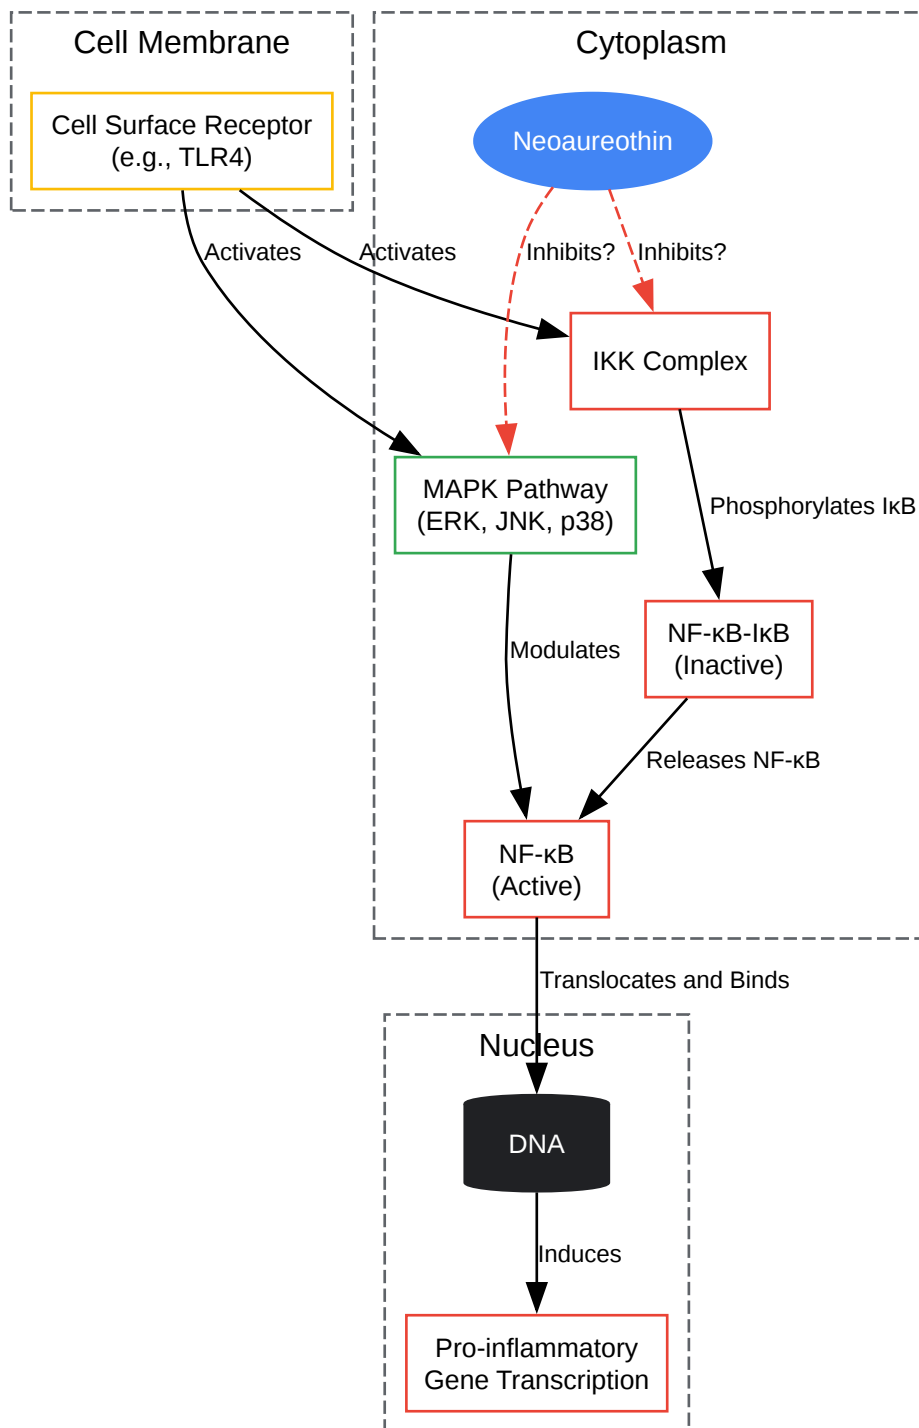 Cell Membrane
Cytoplasm
Cell Surface Receptor
(e.g., TLR4)
Neoaureothin
Activates
Activates
Inhibits?
Inhibits?
IKK Complex
MAPK Pathway
(ERK, JNK, p38)
Phosphorylates IκB
NF-κB-IκB
(Inactive)
Modulates
Releases NF-κB
NF-κB
(Active)
Translocates and Binds
Nucleus
DNA
Induces
Pro-inflammatory
Gene Transcription